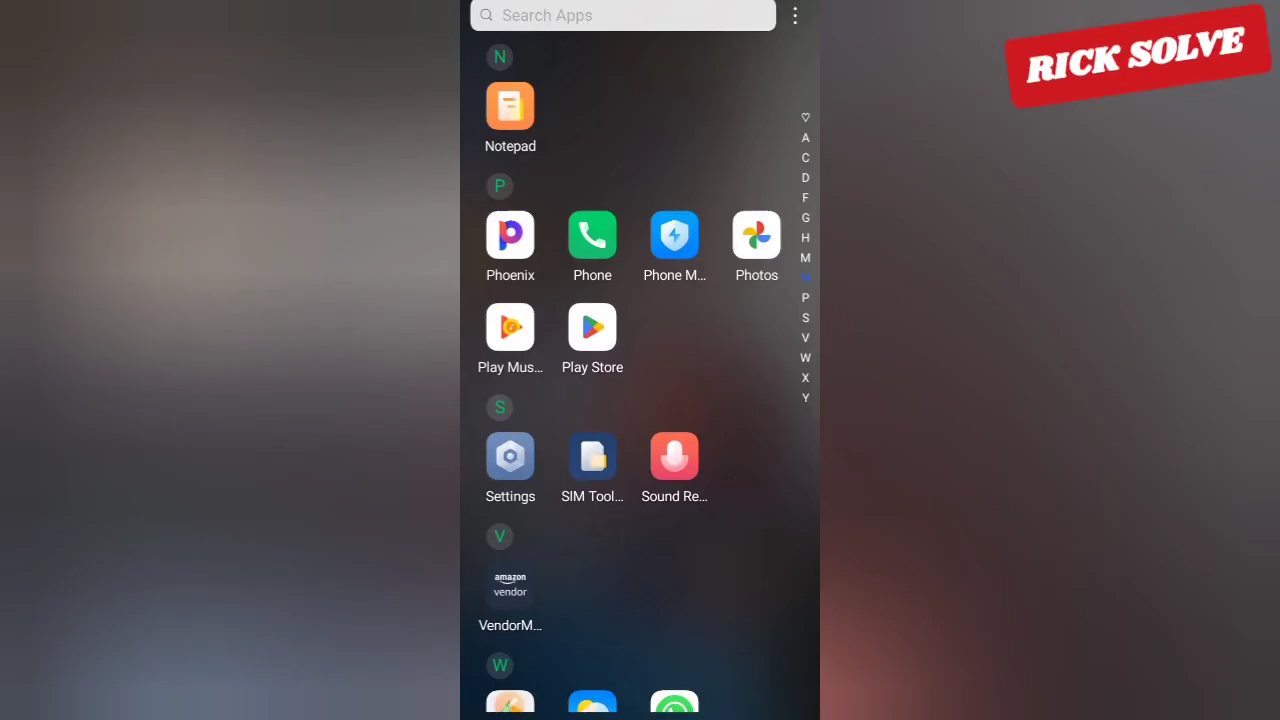 Search Apps
RICK SOLVE
N
Notepad
P
Phoenix
Phone
Phone M...
Photos
Play Mus...
Play Store
S
Settings
SIM Tool...
Sound Re...
V
amazon
vendor
VendorM...
W
A
C
D
F
G
H
M
N
P
S
V
W
X
Y